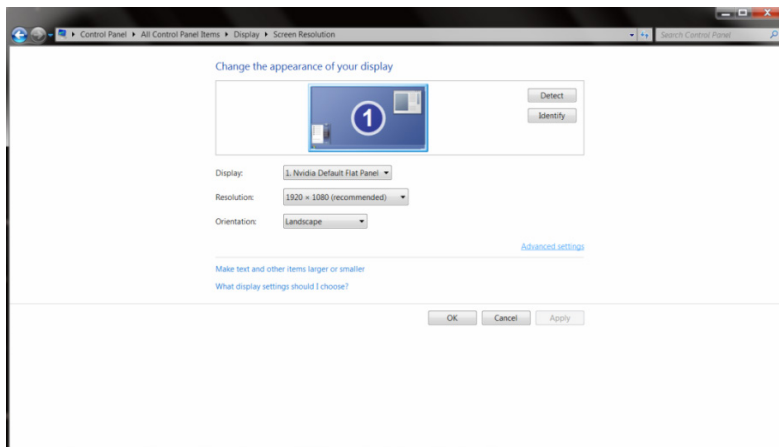 Control Panel ▸ All Control Panel Items ▸ Display ▸ Screen Resolution
Search Control Panel
Change the appearance of your display
1
Detect
Identify
Display: 1. Nvidia Default Flat Panel
Resolution: 1920 × 1080 (recommended)
Orientation: Landscape
Advanced settings
Make text and other items larger or smaller
What display settings should I choose?
OK Cancel Apply